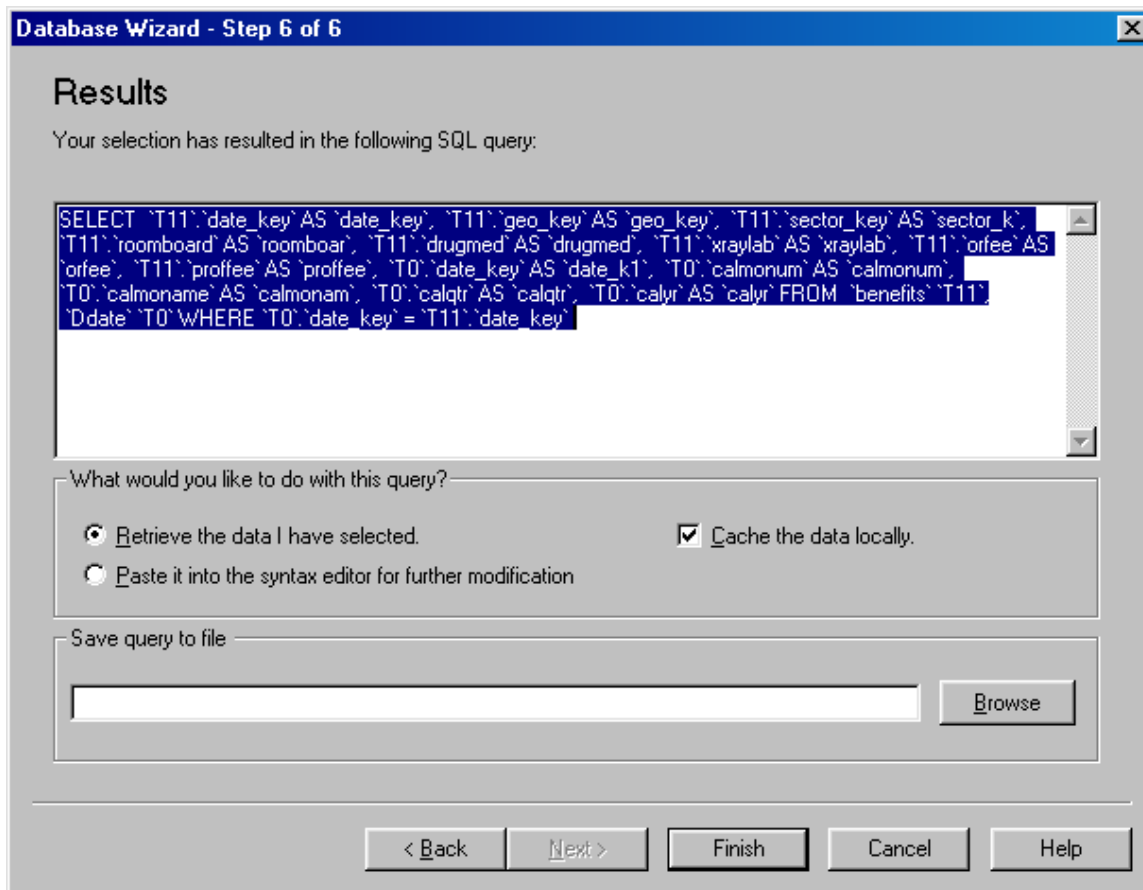 Database Wizard - Step 6 of 6
Results
Your selection has resulted in the following SQL query:
SELECT  `T11`.`date_key` AS `date_key`,  `T11`.`geo_key` AS `geo_key`,  `T11`.`sector_key` AS `sector_k`,
`T11`.`roomboard` AS `roomboar`,  `T11`.`drugmed` AS `drugmed`,  `T11`.`xraylab` AS `xraylab`,  `T11`.`orfee` AS
`orfee`,  `T11`.`proffee` AS `proffee`,  `T0`.`date_key` AS `date_k1`,  `T0`.`calmonum` AS `calmonum`,
`T0`.`calmoname` AS `calmonam`,  `T0`.`calqtr` AS `calqtr`,  `T0`.`calyr` AS `calyr` FROM  `benefits` `T11`,
`Ddate` `T0` WHERE `T0`.`date_key` = `T11`.`date_key`
What would you like to do with this query?
Retrieve the data I have selected.
Cache the data locally.
Paste it into the syntax editor for further modification
Save query to file
Browse
< Back
Next >
Finish
Cancel
Help